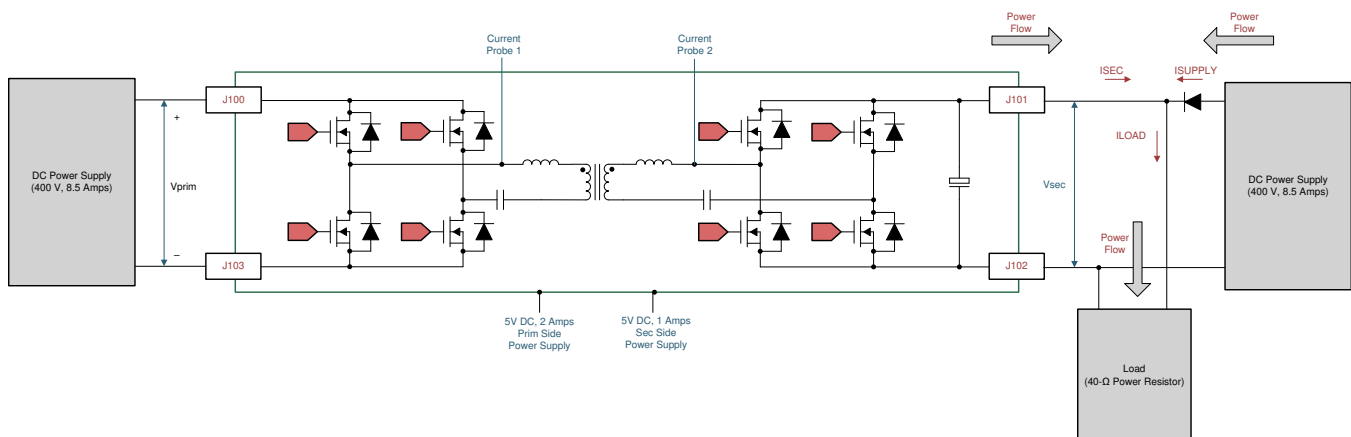 Power
Flow
Power
Flow
Current
Probe 1
Current
Probe 2
ISEC
ISUPPLY
J100
J101
DC Power Supply
(400 V, 8.5 Amps)
+
Vprim
–
ILOAD
Vsec
DC Power Supply
(400 V, 8.5 Amps)
J103
J102
Power
Flow
5V DC, 2 Amps
Prim Side
Power Supply
5V DC, 1 Amps
Sec Side
Power Supply
Load
(40-Ω Power Resistor)